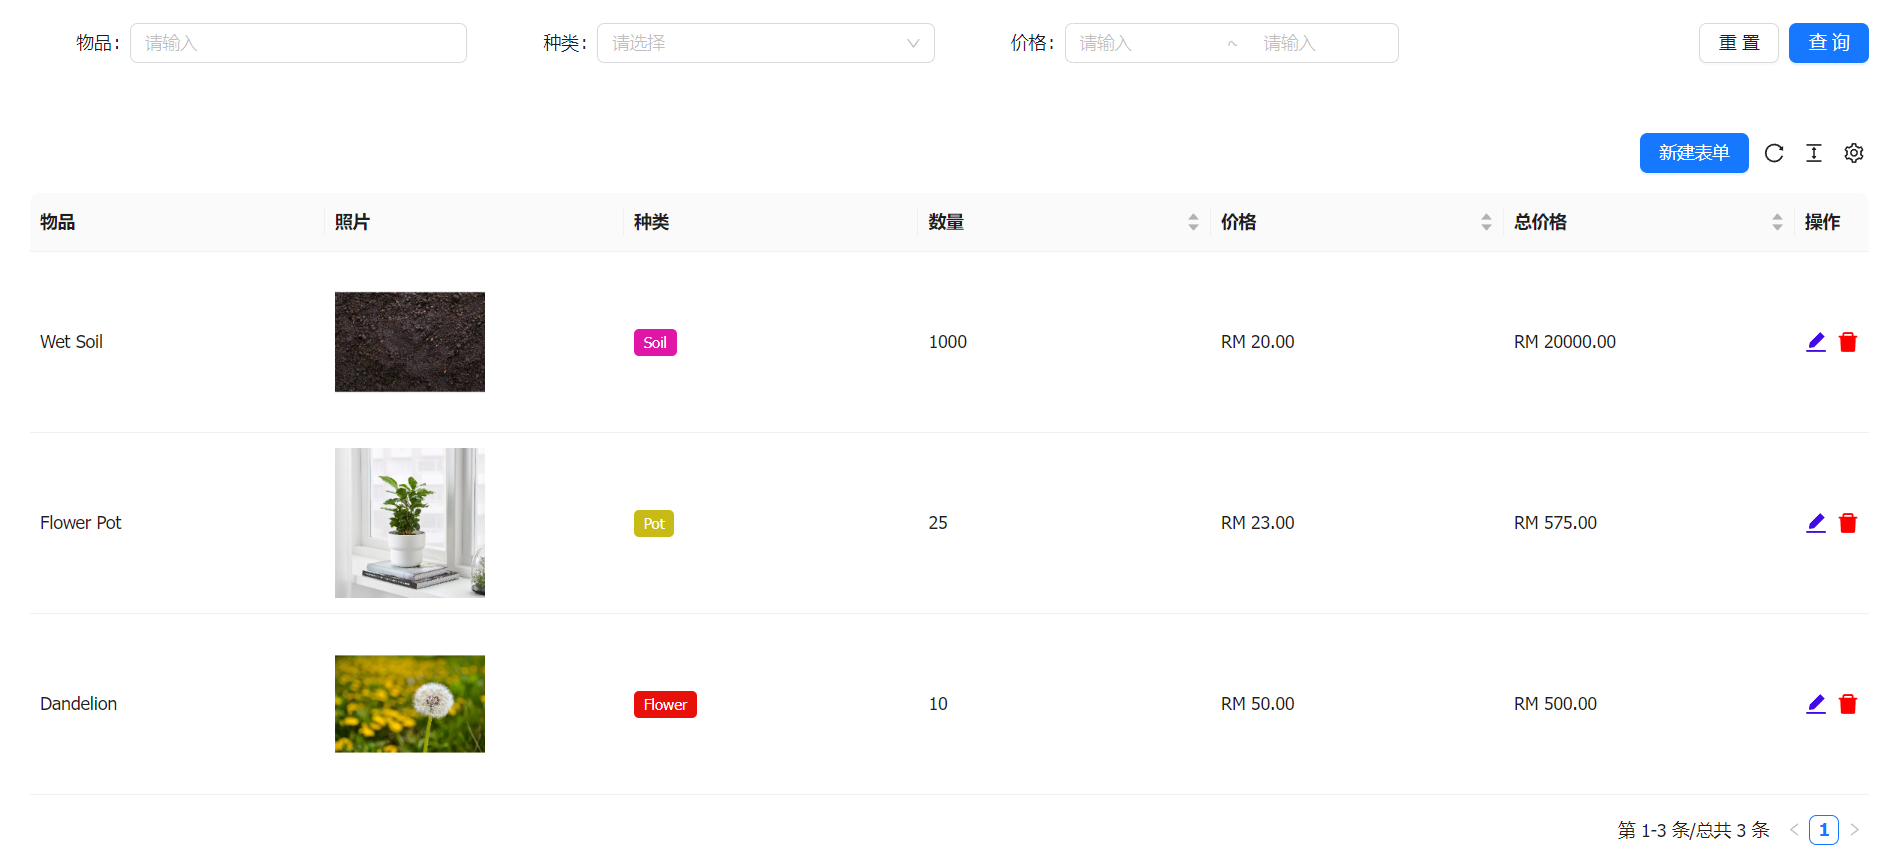 物品： 请输入 种类： 请选择 价格： 请输入 ~ 请输入 重 置 查 询
新建表单
物品 照片 种类 数量 价格 总价格 操作
Wet Soil Soil 1000 RM 20.00 RM 20000.00
Flower Pot Pot 25 RM 23.00 RM 575.00
Dandelion Flower 10 RM 50.00 RM 500.00
第 1-3 条/总共 3 条 < 1 >